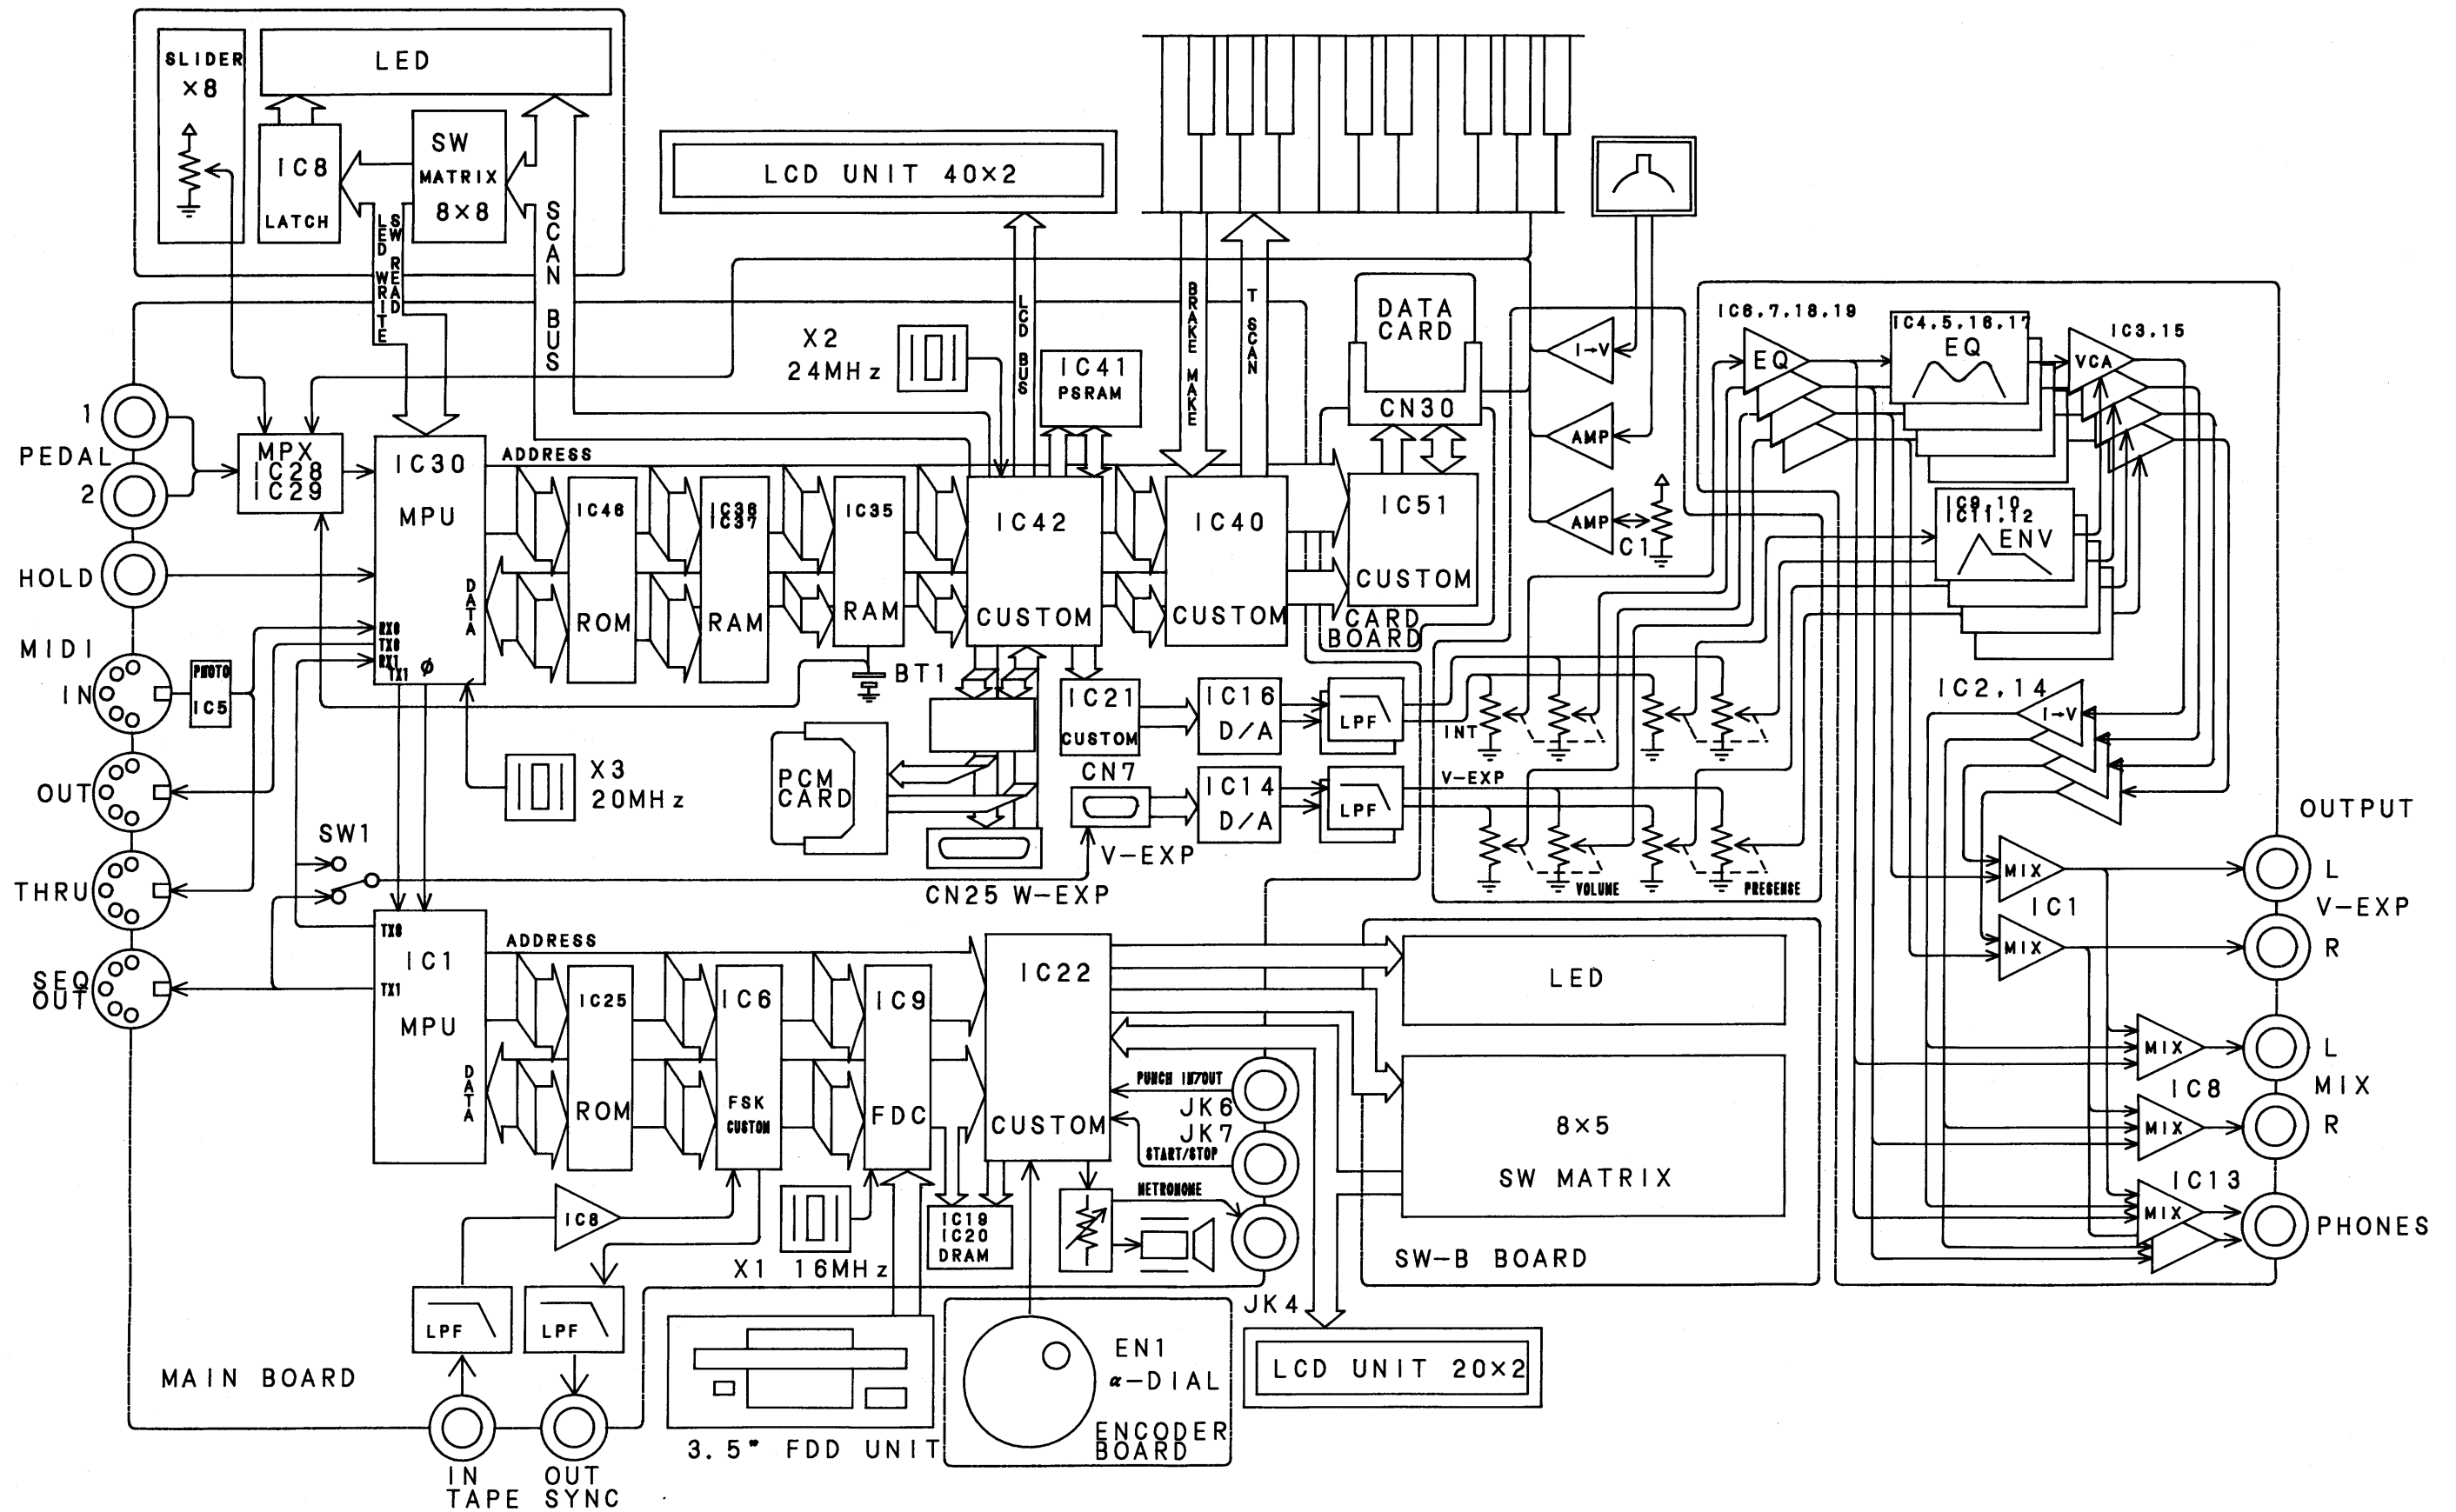 SLIDER
×8
LED
IC8
LATCH
SW
MATRIX
8×8
LED WRITE
SW READ
SCAN BUS
LCD UNIT 40×2
LCD BUS
BRAKE MAKE
T SCAN
X2
24MHz
IC41
PSRAM
DATA
CARD
CN30
I→V
AMP
AMP
C1
IC6,7,18,19
EQ
IC4,5,16,17
EQ
IC3,15
VCA
IC9,10
IC11,12
ENV
1
PEDAL
2
MPX
IC28
IC29
HOLD
MIDI
IN
PHOTO
IC5
OUT
THRU
SEQ
OUT
SW1
IC30
MPU
ADDRESS
DATA
RX0
TX0
RX1
TX1
φ
IC46
ROM
IC36
IC37
RAM
IC35
RAM
BT1
IC42
CUSTOM
IC40
CUSTOM
IC51
CUSTOM
CARD
BOARD
X3
20MHz
PCM
CARD
CN25 W-EXP
IC21
CUSTOM
CN7
V-EXP
IC16
D/A
LPF
INT
IC14
D/A
LPF
V-EXP
VOLUME
PRESENSE
IC2,14
I→V
MIX
IC1
MIX
OUTPUT
L
V-EXP
R
MIX
L
IC8
MIX
MIX
R
IC13
MIX
PHONES
TX0
TX1
IC1
MPU
ADDRESS
DATA
IC25
ROM
IC6
FSK
CUSTOM
IC9
FDC
IC22
CUSTOM
LED
8×5
SW MATRIX
SW-B BOARD
PUNCH IN/OUT
JK6
JK7
START/STOP
METRONOME
JK4
IC8
X1 16MHz
IC19
IC20
DRAM
LPF
LPF
MAIN BOARD
3.5" FDD UNIT
EN1
α-DIAL
ENCODER
BOARD
LCD UNIT 20×2
IN
TAPE
OUT
SYNC